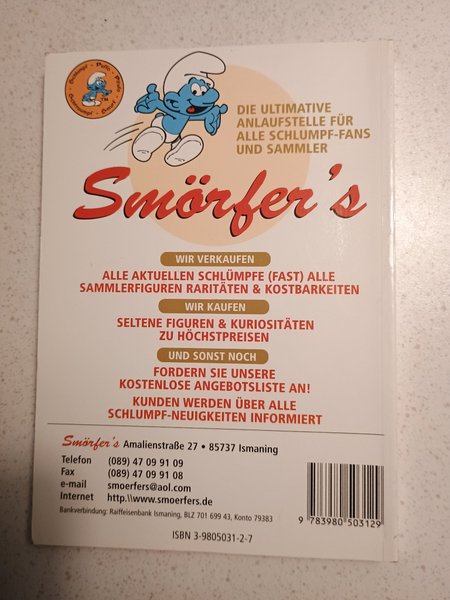 DIE ULTIMATIVE
ANLAUFSTELLE FÜR
ALLE SCHLUMPF-FANS
UND SAMMLER
Smörfer's
WIR VERKAUFEN
ALLE AKTUELLEN SCHLÜMPFE (FAST) ALLE
SAMMLERFIGUREN RARITÄTEN & KOSTBARKEITEN
WIR KAUFEN
SELTENE FIGUREN & KURIOSITÄTEN
ZU HÖCHSTPREISEN
UND SONST NOCH
FORDERN SIE UNSERE
KOSTENLOSE ANGEBOTSLISTE AN!
KUNDEN WERDEN ÜBER ALLE
SCHLUMPF-NEUIGKEITEN INFORMIERT
Smörfer's Amalienstraße 27 • 85737 Ismaning
Telefon (089) 47 09 91 09
Fax (089) 47 09 91 08
e-mail smoerfers@aol.com
Internet http.\\www.smoerfers.de
Bankverbindung: Raiffeisenbank Ismaning, BLZ 701 699 43, Konto 79383
9 783980 503129
ISBN 3-9805031-2-7